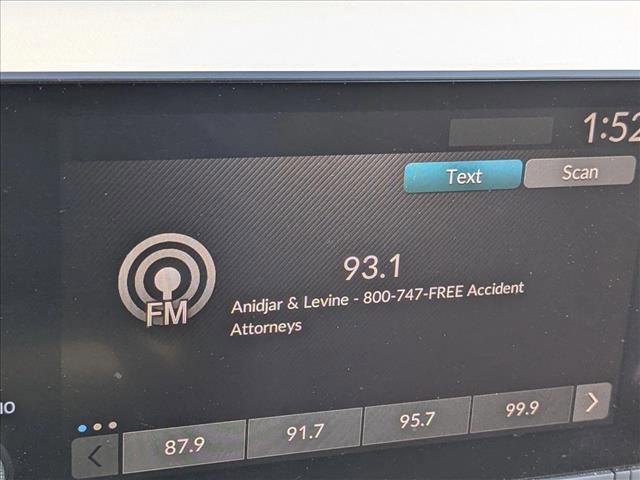 1:52
Text Scan
93.1
FM
Anidjar & Levine - 800-747-FREE Accident
Attorneys
IO
87.9 91.7 95.7 99.9